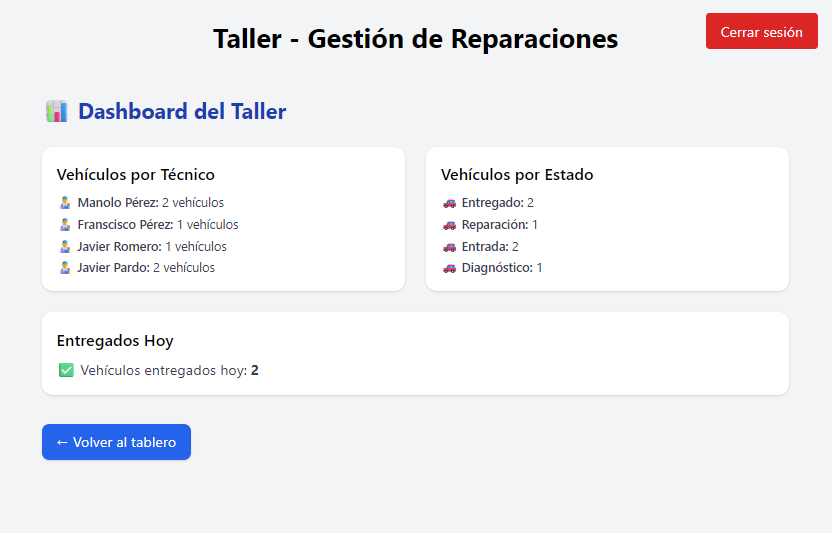 Taller - Gestión de Reparaciones
Cerrar sesión
Dashboard del Taller
Vehículos por Técnico
Manolo Pérez: 2 vehículos
Franscisco Pérez: 1 vehículos
Javier Romero: 1 vehículos
Javier Pardo: 2 vehículos
Vehículos por Estado
Entregado: 2
Reparación: 1
Entrada: 2
Diagnóstico: 1
Entregados Hoy
✅ Vehículos entregados hoy: 2
← Volver al tablero